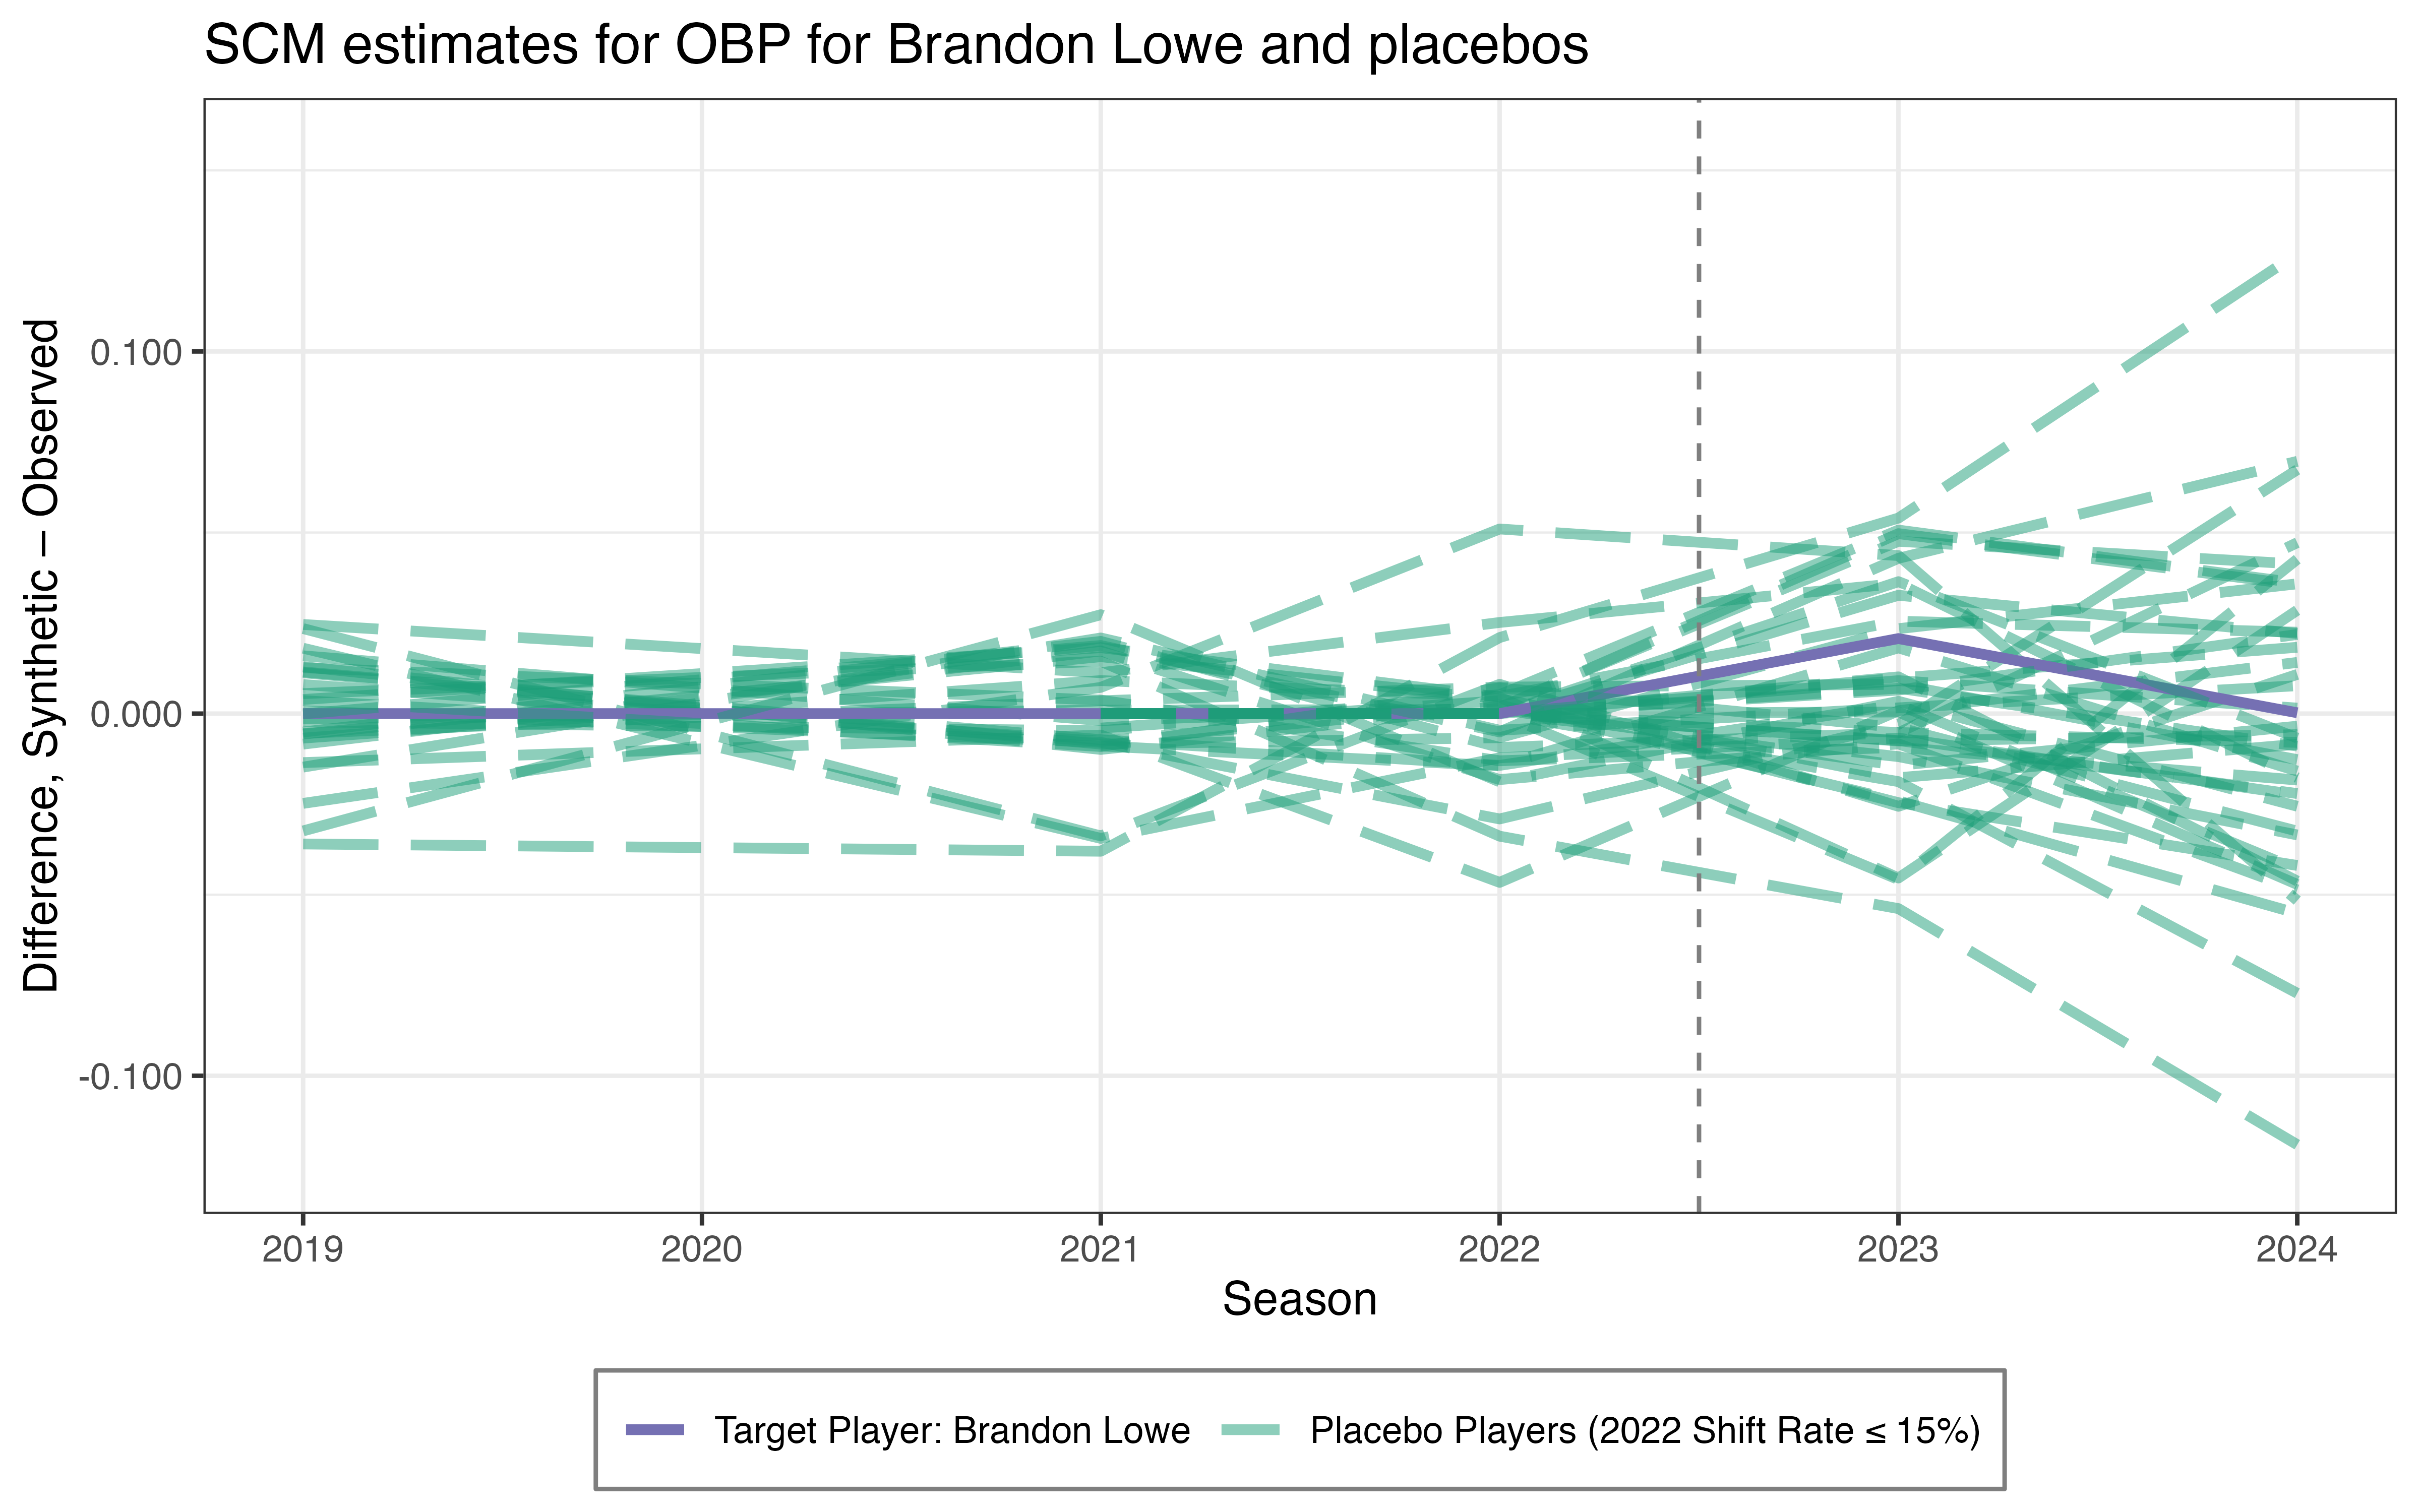 SCM estimates for OBP for Brandon Lowe and placebos
Difference, Synthetic – Observed
0.100
0.000
-0.100
2019 2020 2021 2022 2023 2024
Season
Target Player: Brandon Lowe Placebo Players (2022 Shift Rate ≤ 15%)